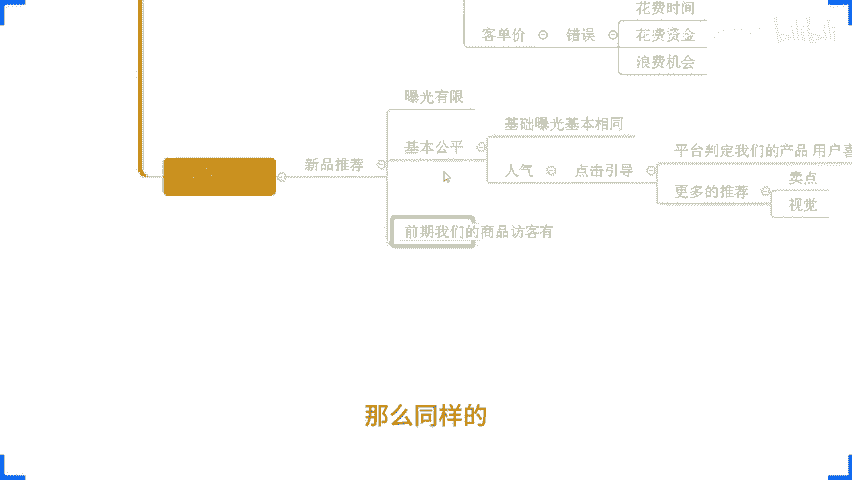 花费时间
客单价 错误 花费资金
浪费机会
曝光有限
基础曝光基本相同
新品推荐 基本公平
人气 点击引导 平台判定我们的产品 用户喜
更多的推荐 卖点
视觉
前期我们的商品访客有
那么同样的
bilibili